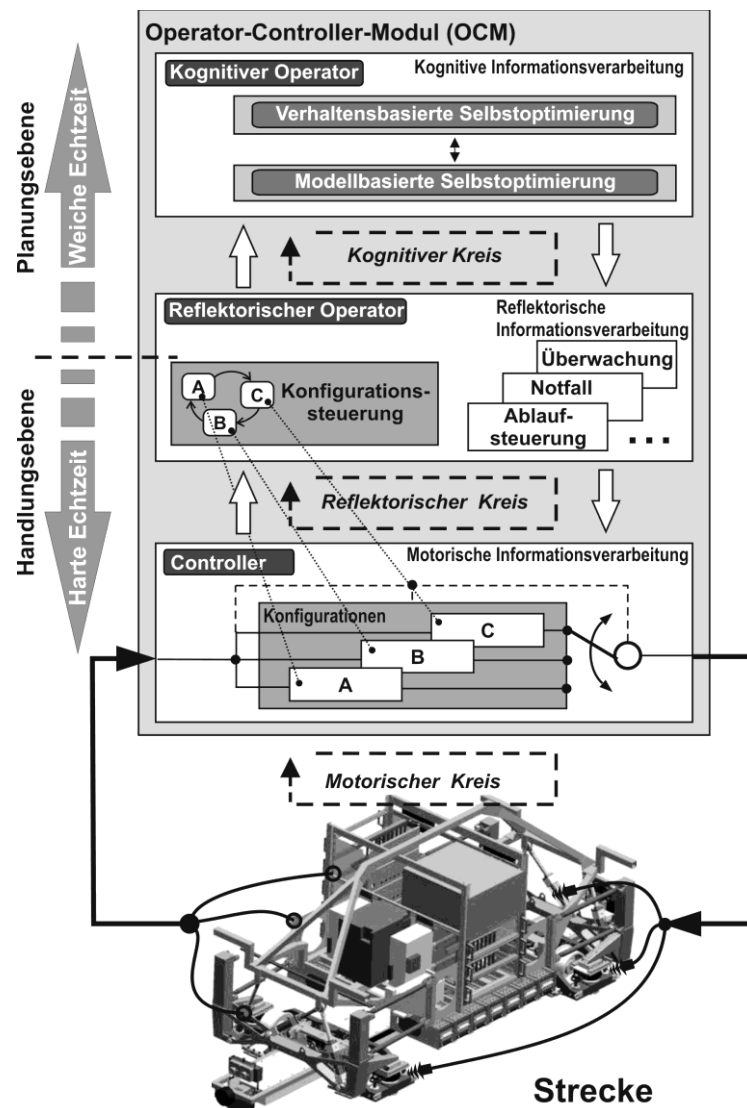 Operator-Controller-Modul (OCM)
Kognitiver Operator
Kognitive Informationsverarbeitung
Verhaltensbasierte Selbstoptimierung
Modellbasierte Selbstoptimierung
Planungsebene
Weiche Echtzeit
Kognitiver Kreis
Reflektorischer Operator
Reflektorische
Informationsverarbeitung
Überwachung
Notfall
Ablauf-
steuerung
...
A
C
B
Konfigurations-
steuerung
Handlungsebene
Harte Echtzeit
Reflektorischer Kreis
Controller
Motorische Informationsverarbeitung
Konfigurationen
C
B
A
Motorischer Kreis
Strecke